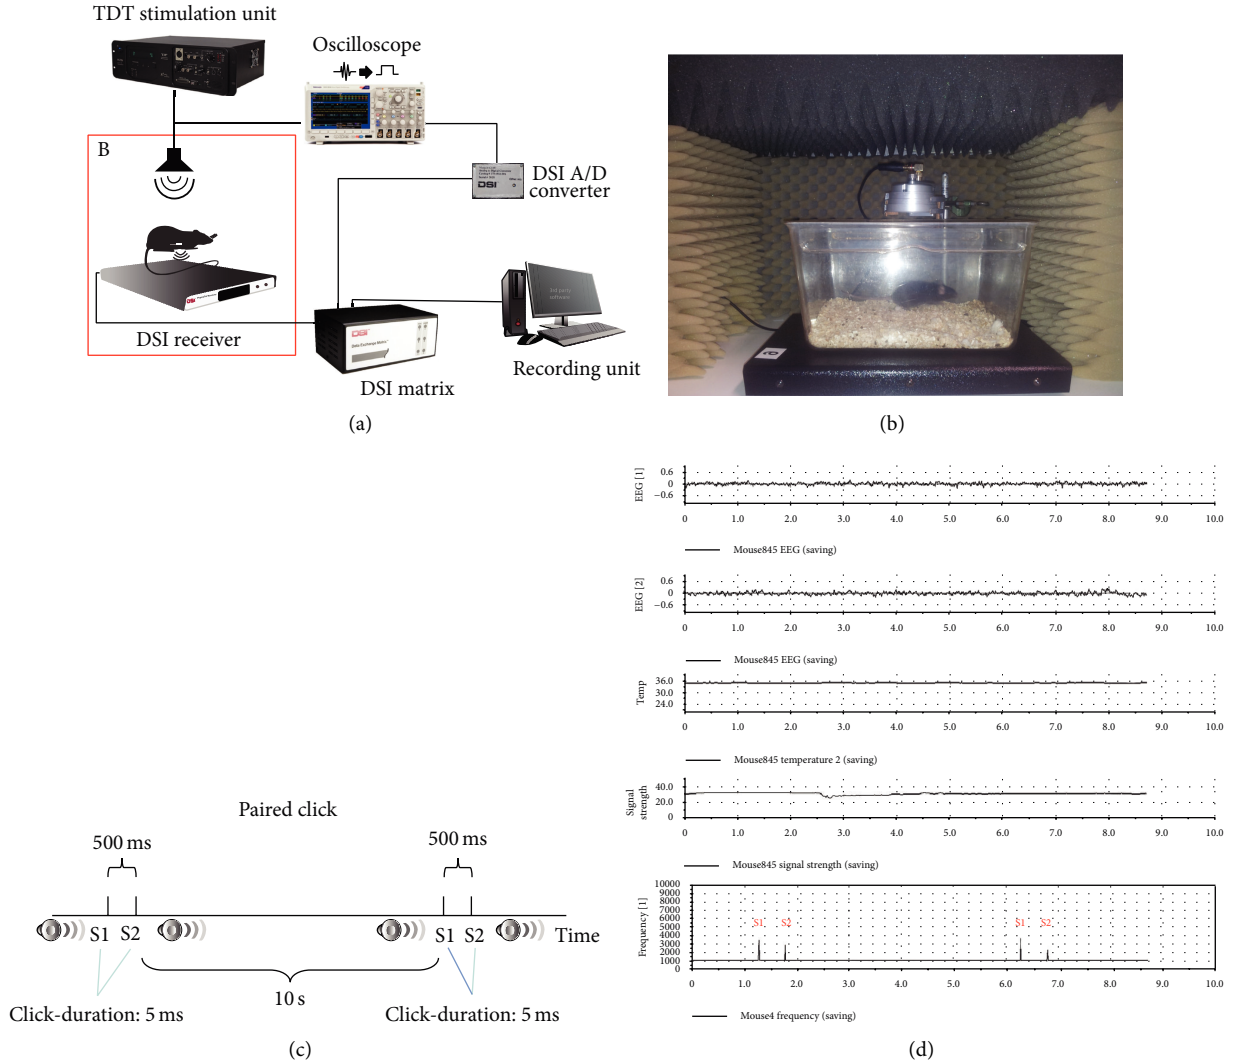 TDT stimulation unit
Oscilloscope
B
DSI
DSI A/D
converter
DSI
DSI receiver
DSI
Data Exchange Matrix
DSI matrix
Recording unit
(a)
(b)
Paired click
500 ms
500 ms
S1
S2
S1
S2
Time
10 s
Click-duration: 5 ms
Click-duration: 5 ms
(c)
EEG [1]
0.6
0
−0.6
0 1.0 2.0 3.0 4.0 5.0 6.0 7.0 8.0 9.0 10.0
Mouse845 EEG (saving)
EEG [2]
0.6
0
−0.6
0 1.0 2.0 3.0 4.0 5.0 6.0 7.0 8.0 9.0 10.0
Mouse845 EEG (saving)
Temp
36.0
30.0
24.0
0 1.0 2.0 3.0 4.0 5.0 6.0 7.0 8.0 9.0 10.0
Mouse845 temperature 2 (saving)
Signal
strength
40.0
20.0
0.0
0 1.0 2.0 3.0 4.0 5.0 6.0 7.0 8.0 9.0 10.0
Mouse845 signal strength (saving)
Frequency [1]
10000
9000
8000
7000
6000
5000
4000
3000
2000
1000
0
S1 S2 S1 S2
0 1.0 2.0 3.0 4.0 5.0 6.0 7.0 8.0 9.0 10.0
Mouse4 frequency (saving)
(d)